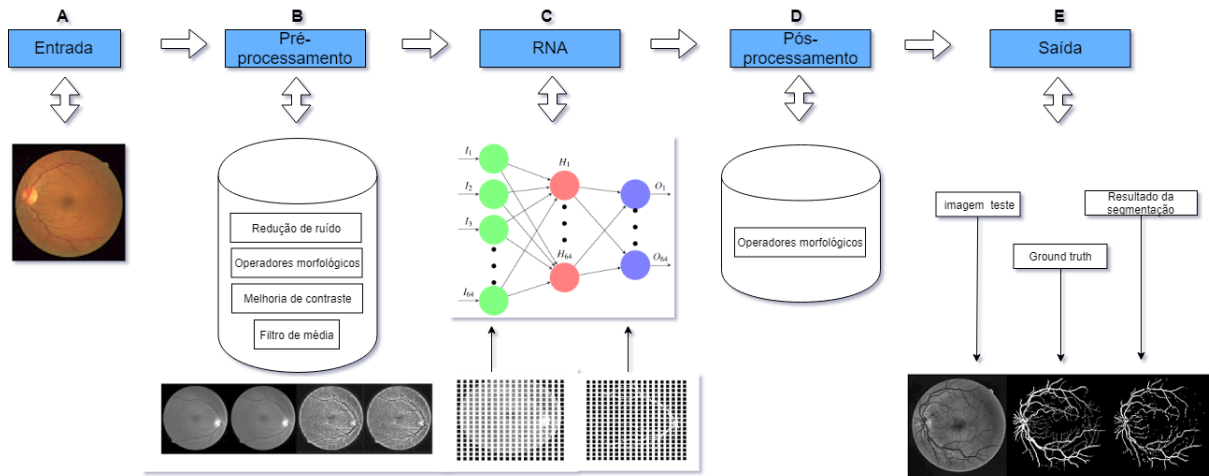 A
B
C
D
E
Entrada
Pré-
processamento
RNA
Pós-
processamento
Saída
Redução de ruído
Operadores morfológicos
Melhoria de contraste
Filtro de média
I1
I2
I3
I64
H1
H64
O1
O64
Operadores morfológicos
imagem teste
Ground truth
Resultado da
segmentação